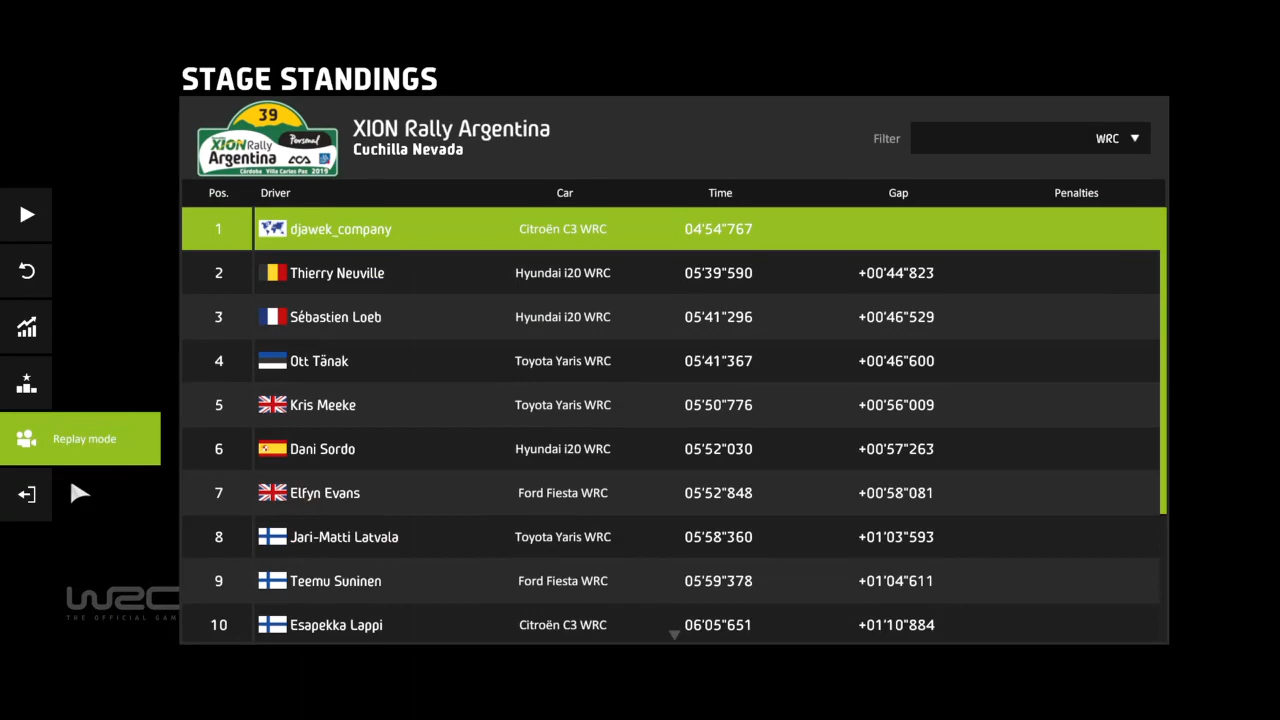 STAGE STANDINGS
39
XION Rally
Argentina
Personal
ACA
Córdoba Villa Carlos Paz 2019
XION Rally Argentina
Cuchilla Nevada
Filter WRC
Pos. Driver Car Time Gap Penalties
1 djawek_company Citroën C3 WRC 04'54"767
2 Thierry Neuville Hyundai i20 WRC 05'39"590 +00'44"823
3 Sébastien Loeb Hyundai i20 WRC 05'41"296 +00'46"529
4 Ott Tänak Toyota Yaris WRC 05'41"367 +00'46"600
5 Kris Meeke Toyota Yaris WRC 05'50"776 +00'56"009
Replay mode
6 Dani Sordo Hyundai i20 WRC 05'52"030 +00'57"263
7 Elfyn Evans Ford Fiesta WRC 05'52"848 +00'58"081
8 Jari-Matti Latvala Toyota Yaris WRC 05'58"360 +01'03"593
9 Teemu Suninen Ford Fiesta WRC 05'59"378 +01'04"611
10 Esapekka Lappi Citroën C3 WRC 06'05"651 +01'10"884
WRC
THE OFFICIAL GAM